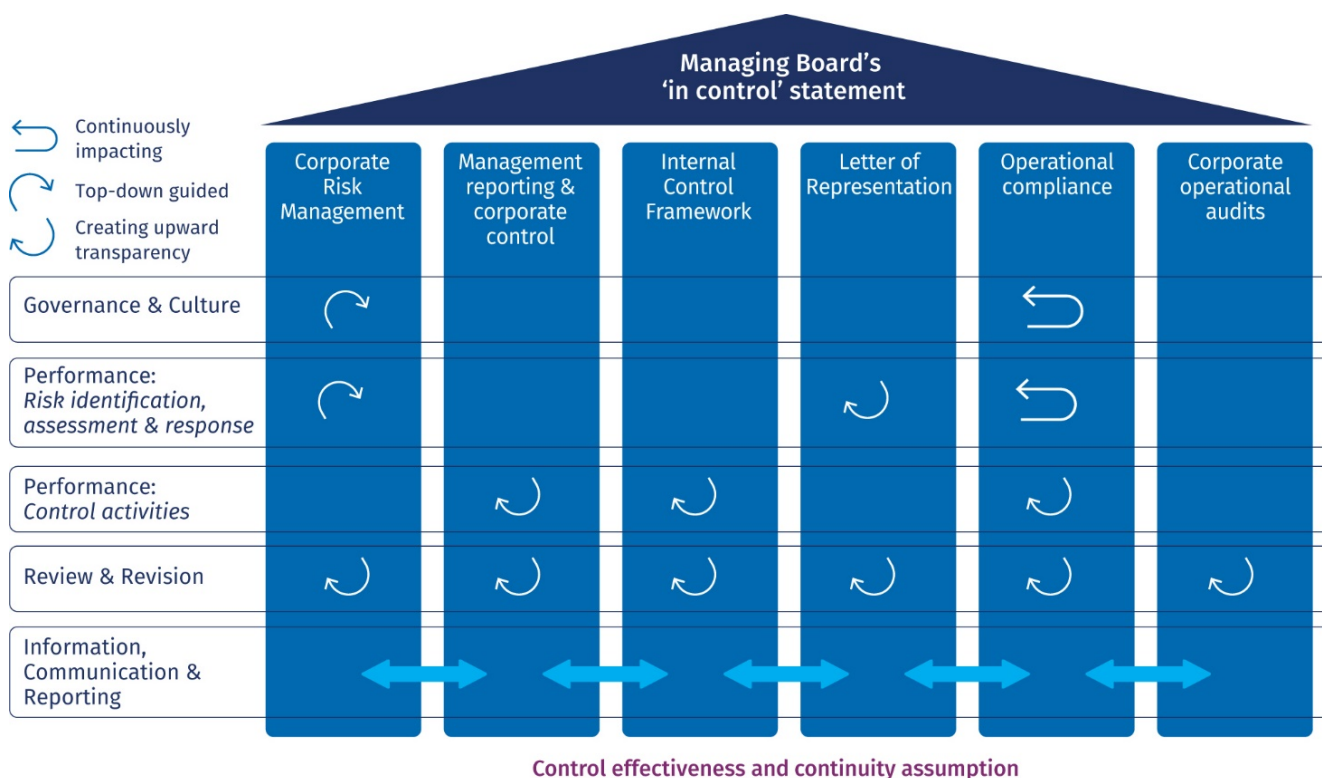 Managing Board's
'in control' statement
Continuously
impacting
Top-down guided
Creating upward
transparency
Corporate
Risk
Management
Management
reporting &
corporate
control
Internal
Control
Framework
Letter of
Representation
Operational
compliance
Corporate
operational
audits
Governance & Culture
Performance:
Risk identification,
assessment & response
Performance:
Control activities
Review & Revision
Information,
Communication &
Reporting
Control effectiveness and continuity assumption